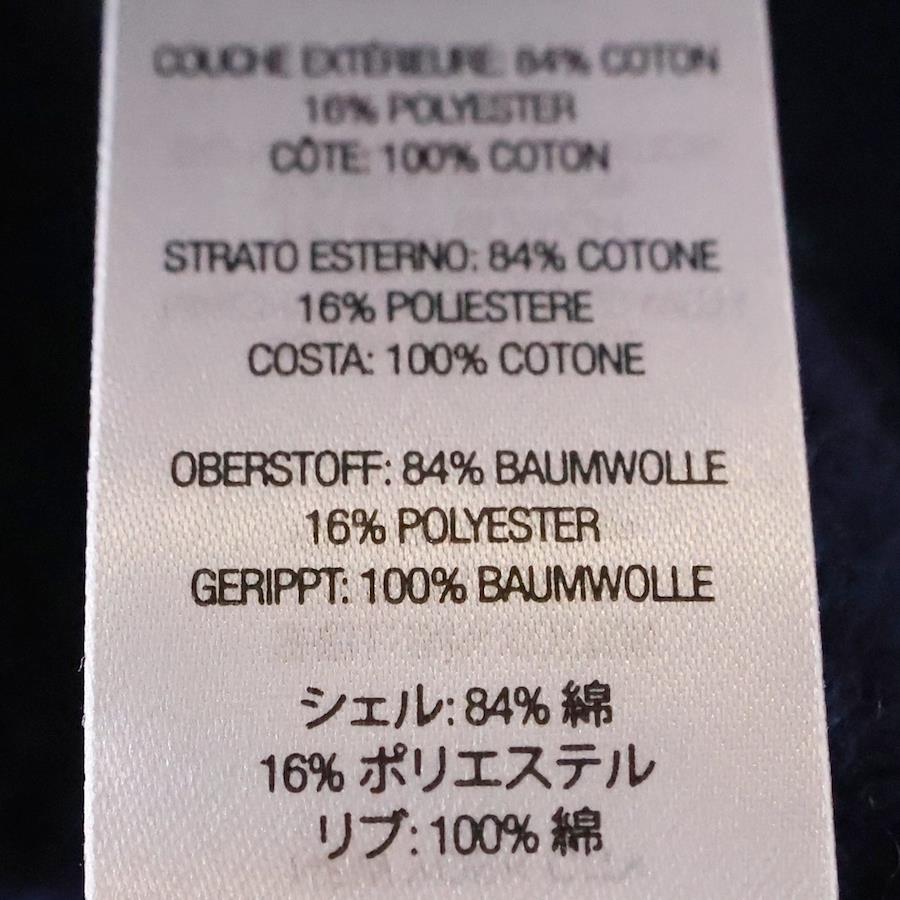 COUCHE EXTÉRIEURE: 84% COTON
16% POLYESTER
CÔTE: 100% COTON
STRATO ESTERNO: 84% COTONE
16% POLIESTERE
COSTA: 100% COTONE
OBERSTOFF: 84% BAUMWOLLE
16% POLYESTER
GERIPPT: 100% BAUMWOLLE
シェル: 84% 綿
16% ポリエステル
リブ: 100% 綿